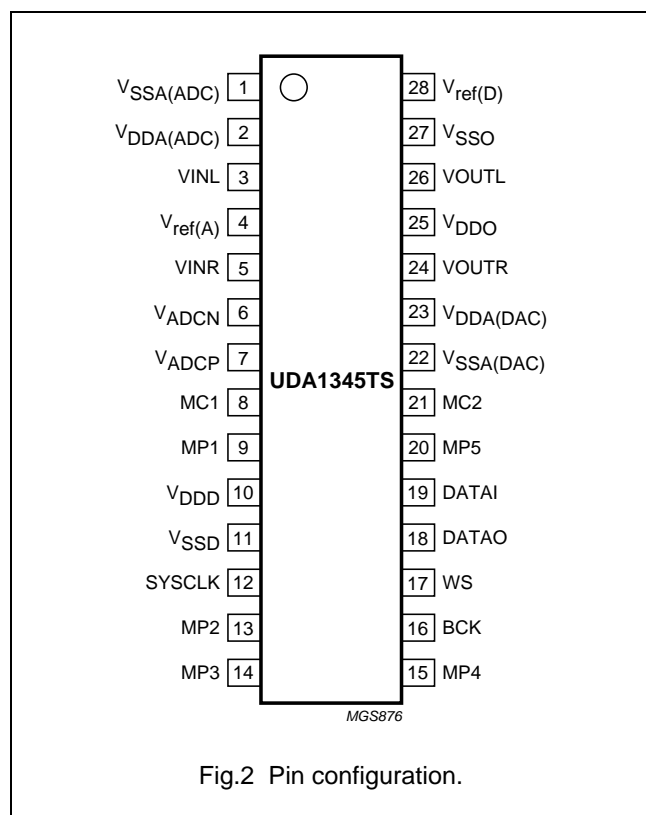 VSSA(ADC) 1 28 Vref(D)
VDDA(ADC) 2 27 VSSO
VINL 3 26 VOUTL
Vref(A) 4 25 VDDO
VINR 5 24 VOUTR
VADCN 6 23 VDDA(DAC)
VADCP 7 22 VSSA(DAC)
UDA1345TS
MC1 8 21 MC2
MP1 9 20 MP5
VDDD 10 19 DATAI
VSSD 11 18 DATAO
SYSCLK 12 17 WS
MP2 13 16 BCK
MP3 14 15 MP4
MGS876
Fig.2 Pin configuration.